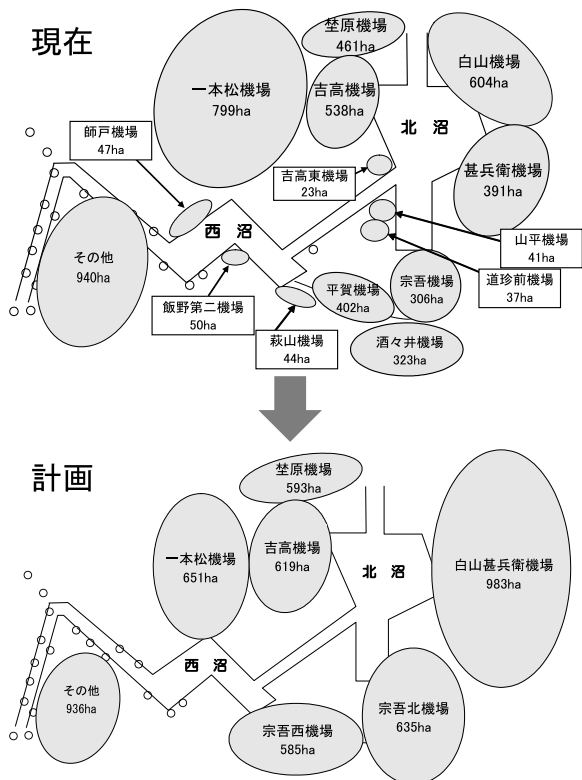 現在
埜原機場
461ha
白山機場
604ha
一本松機場
799ha
吉高機場
538ha
北 沼
師戸機場
47ha
甚兵衛機場
391ha
吉高東機場
23ha
西 沼
山平機場
41ha
その他
940ha
道珍前機場
37ha
飯野第二機場
50ha
平賀機場
402ha
宗吾機場
306ha
萩山機場
44ha
酒々井機場
323ha
計画
埜原機場
593ha
一本松機場
651ha
吉高機場
619ha
北 沼
白山甚兵衛機場
983ha
西 沼
その他
936ha
宗吾西機場
585ha
宗吾北機場
635ha